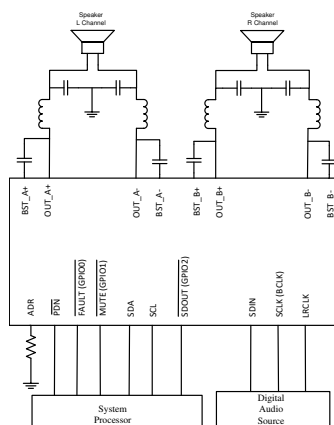 Speaker
L Channel
Speaker
R Channel
BST_A+
OUT_A+
OUT_A-
BST_A-
BST_B+
OUT_B+
OUT_B-
BST_B-
ADR
PDN
FAULT (GPIO0)
MUTE (GPIO1)
SDA
SCL
SDOUT (GPIO2)
SDIN
SCLK (BCLK)
LRCLK
System
Processor
Digital
Audio
Source